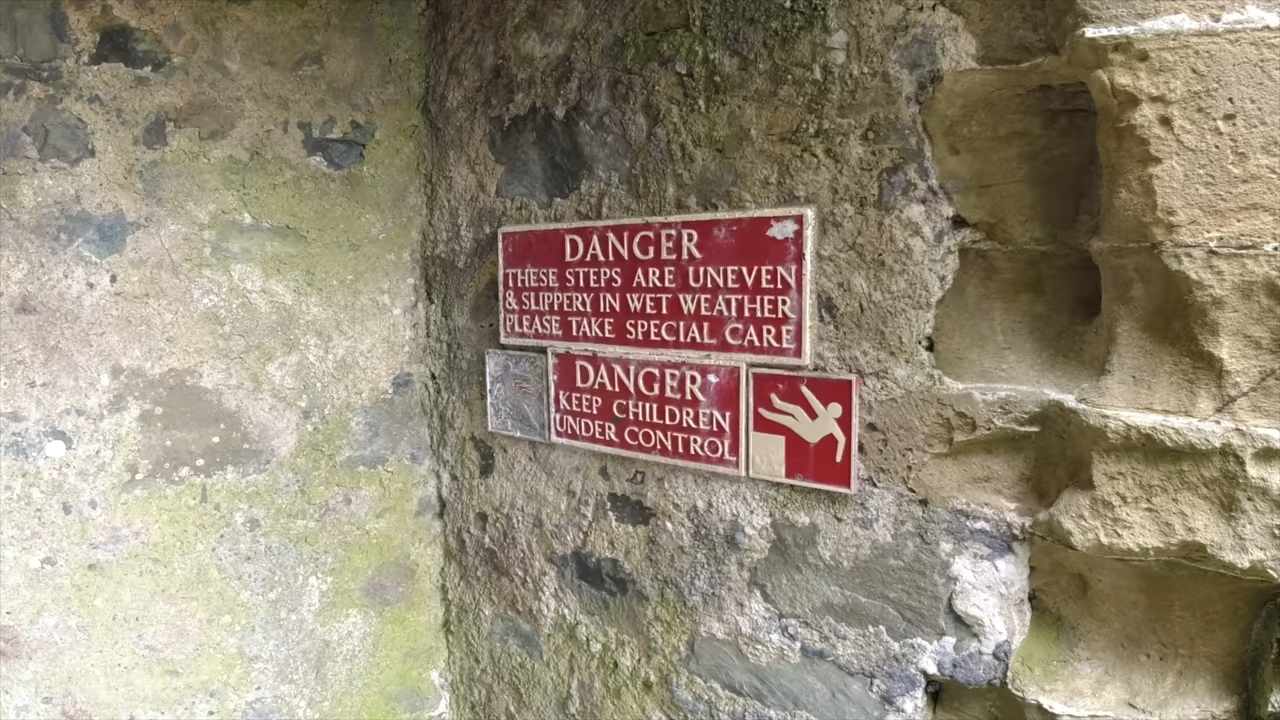 DANGER
THESE STEPS ARE UNEVEN
& SLIPPERY IN WET WEATHER
PLEASE TAKE SPECIAL CARE
DANGER
KEEP CHILDREN
UNDER CONTROL